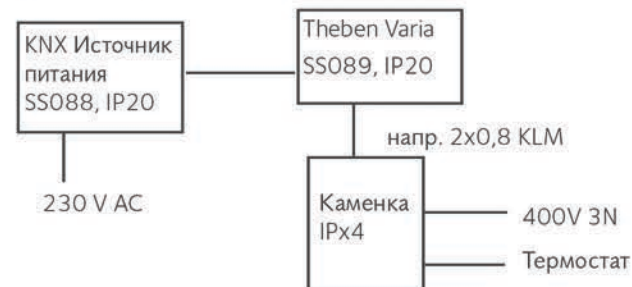 KNX Источник
питания
SS088, IP20
Theben Varia
SS089, IP20
напр. 2x0,8 KLM
230 V AC
Каменка
IPx4
400V 3N
Термостат